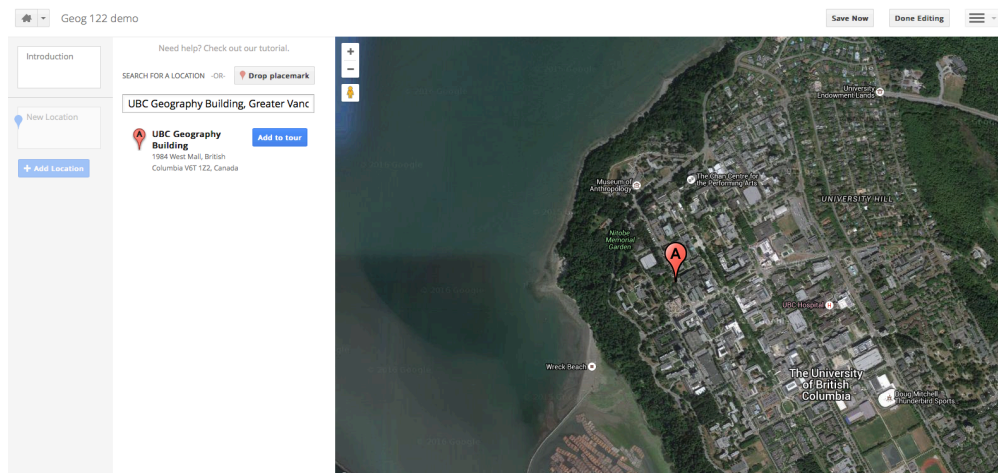 Geog 122 demo
Save Now
Done Editing
Introduction
New Location
+ Add Location
Need help? Check out our tutorial.
SEARCH FOR A LOCATION -OR- Drop placemark
UBC Geography Building, Greater Vanc
A
UBC Geography
Building
Add to tour
1984 West Mall, British
Columbia V6T 1Z2, Canada
+
−
University
Endowment Lands
Museum of
Anthropology
The Chan Centre for
the Performing Arts
UNIVERSITY HILL
Nitobe
Memorial
Garden
A
UBC Hospital
H
Wreck Beach
The University
of British
Columbia
Doug Mitchell
Thunderbird Sports